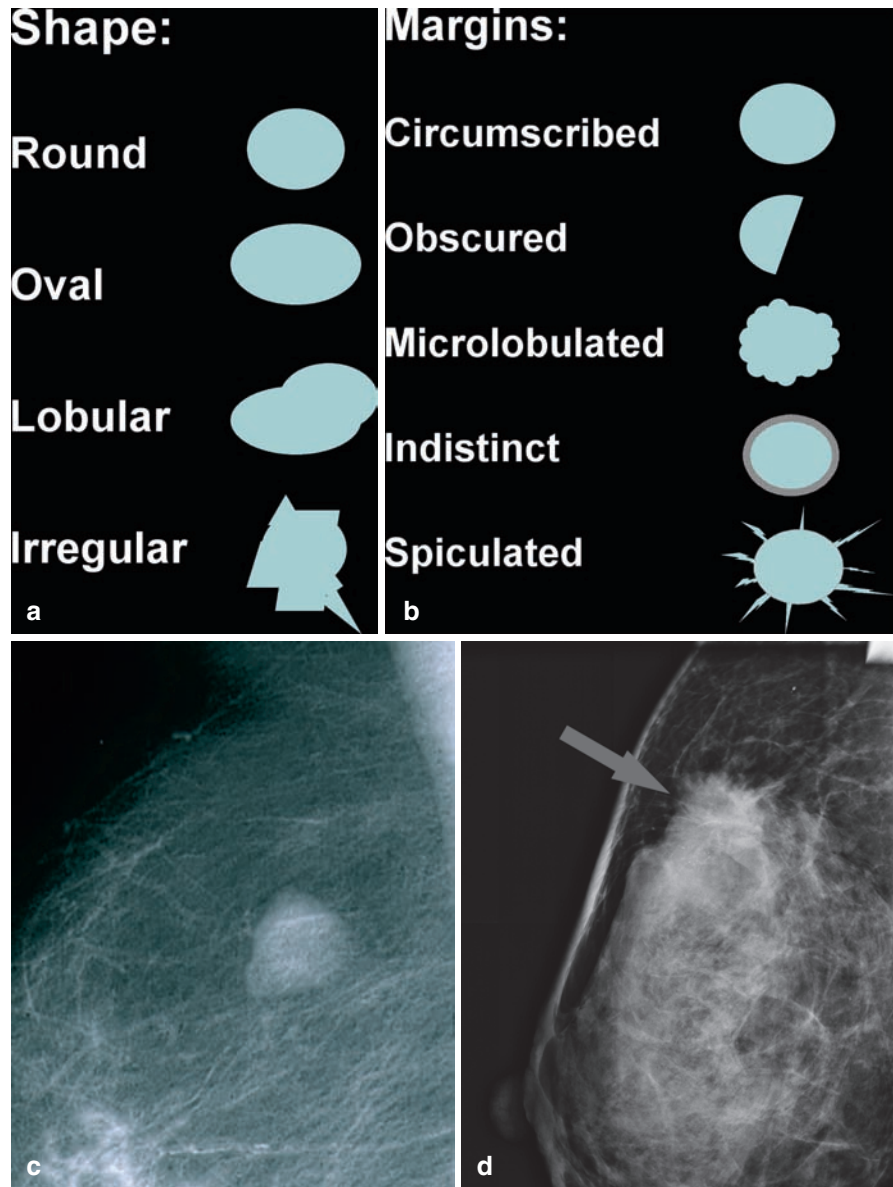 Shape:
Round
Oval
Lobular
Irregular
a
Margins:
Circumscribed
Obscured
Microlobulated
Indistinct
Spiculated
b
c
d